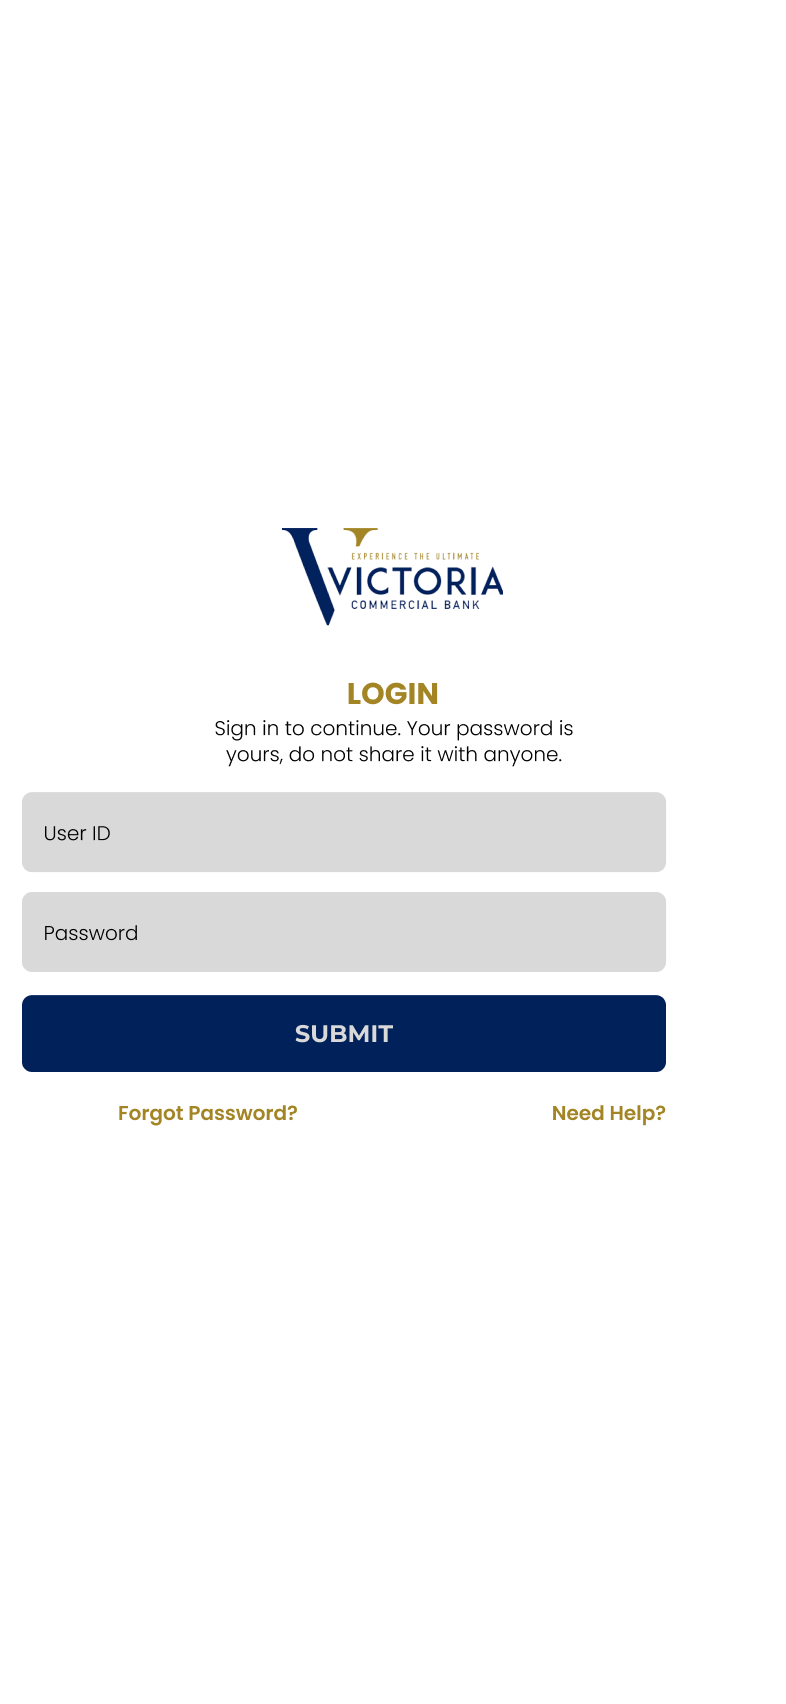 EXPERIENCE THE ULTIMATE
VICTORIA
COMMERCIAL BANK
LOGIN
Sign in to continue. Your password is
yours, do not share it with anyone.
User ID
Password
SUBMIT
Forgot Password?
Need Help?